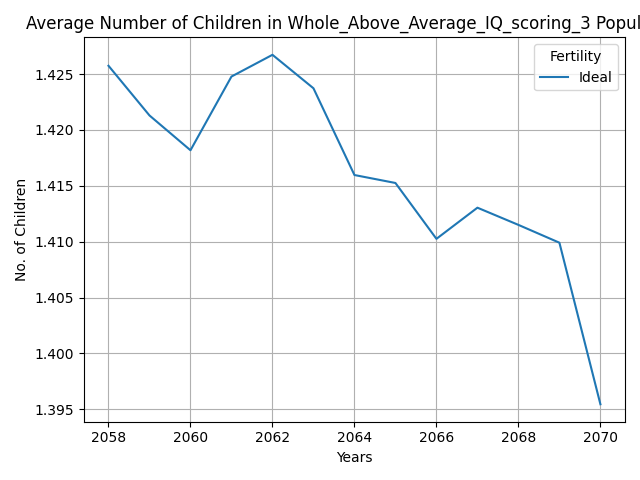 Average Number of Children in Whole_Above_Average_IQ_scoring_3 Popul
Fertility
Ideal
1.425
1.420
1.415
1.410
1.405
1.400
1.395
No. of Children
2058 2060 2062 2064 2066 2068 2070
Years